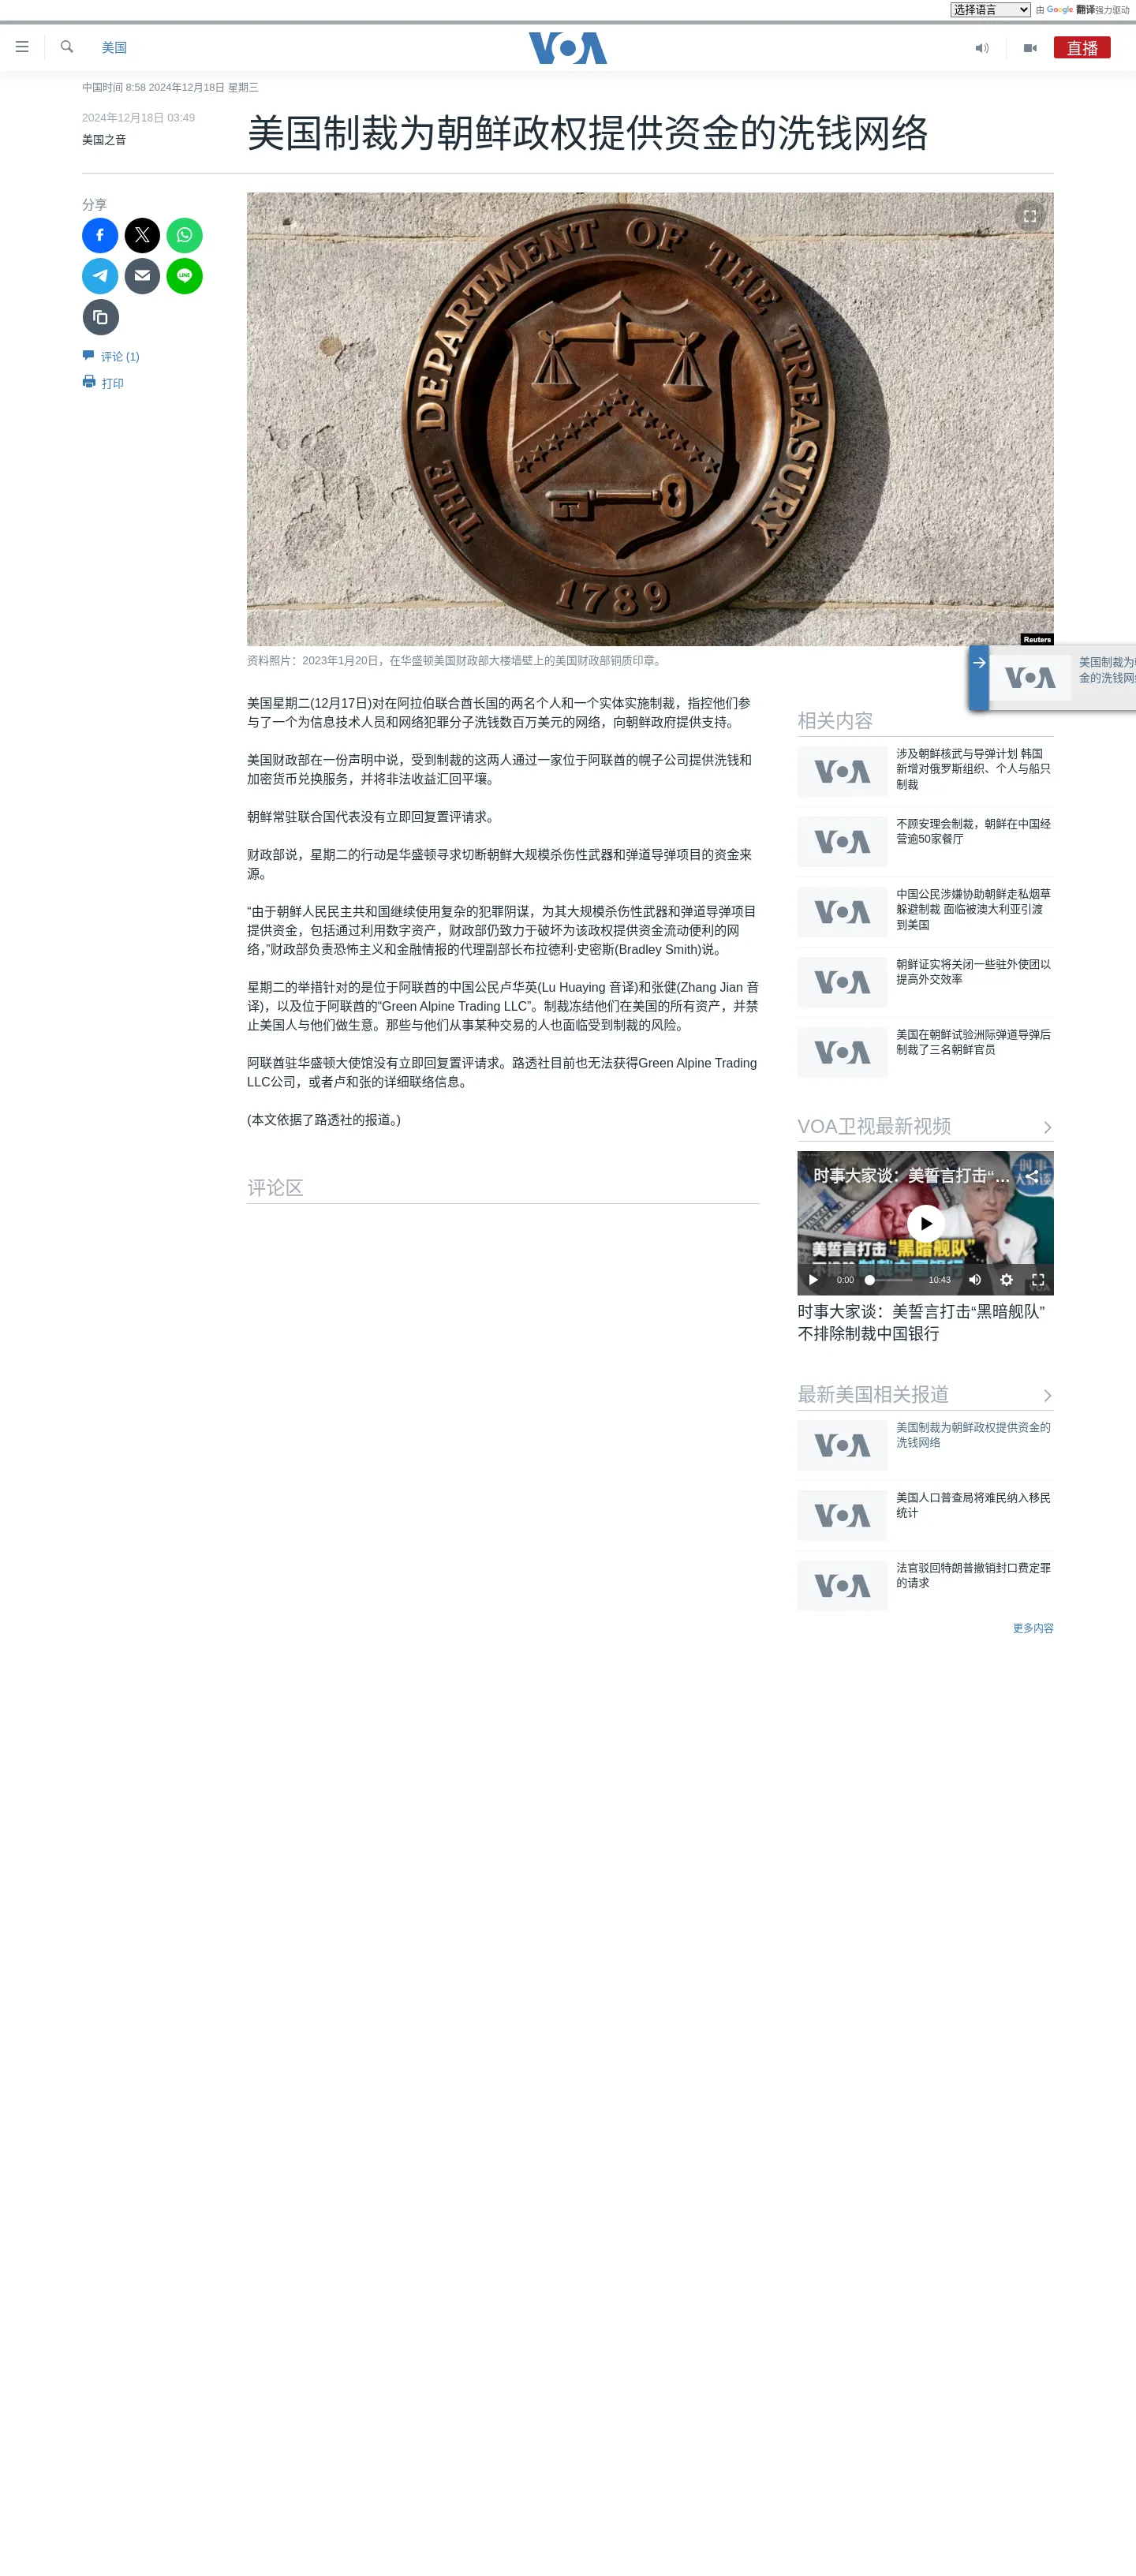 选择语言 由 Google 翻译强力驱动
美国
VOA
直播
中国时间 8:58 2024年12月18日 星期三
2024年12月18日 03:49
美国之音
美国制裁为朝鲜政权提供资金的洗钱网络
分享
LINE
评论 (1)
打印
THE DEPARTMENT OF THE TREASURY
1789
Reuters
资料照片：2023年1月20日，在华盛顿美国财政部大楼墙壁上的美国财政部铜质印章。
美国星期二(12月17日)对在阿拉伯联合酋长国的两名个人和一个实体实施制裁，指控他们参
与了一个为信息技术人员和网络犯罪分子洗钱数百万美元的网络，向朝鲜政府提供支持。
美国财政部在一份声明中说，受到制裁的这两人通过一家位于阿联酋的幌子公司提供洗钱和
加密货币兑换服务，并将非法收益汇回平壤。
朝鲜常驻联合国代表没有立即回复置评请求。
财政部说，星期二的行动是华盛顿寻求切断朝鲜大规模杀伤性武器和弹道导弹项目的资金来
源。
“由于朝鲜人民民主共和国继续使用复杂的犯罪阴谋，为其大规模杀伤性武器和弹道导弹项目
提供资金，包括通过利用数字资产，财政部仍致力于破坏为该政权提供资金流动便利的网
络，”财政部负责恐怖主义和金融情报的代理副部长布拉德利·史密斯(Bradley Smith)说。
星期二的举措针对的是位于阿联酋的中国公民卢华英(Lu Huaying 音译)和张健(Zhang Jian 音
译)，以及位于阿联酋的“Green Alpine Trading LLC”。制裁冻结他们在美国的所有资产，并禁
止美国人与他们做生意。那些与他们从事某种交易的人也面临受到制裁的风险。
阿联酋驻华盛顿大使馆没有立即回复置评请求。路透社目前也无法获得Green Alpine Trading
LLC公司，或者卢和张的详细联络信息。
(本文依据了路透社的报道。)
评论区
VOA
美国制裁为
金的洗钱网
相关内容
VOA
涉及朝鲜核武与导弹计划 韩国
新增对俄罗斯组织、个人与船只
制裁
VOA
不顾安理会制裁，朝鲜在中国经
营逾50家餐厅
VOA
中国公民涉嫌协助朝鲜走私烟草
躲避制裁 面临被澳大利亚引渡
到美国
VOA
朝鲜证实将关闭一些驻外使团以
提高外交效率
VOA
美国在朝鲜试验洲际弹道导弹后
制裁了三名朝鲜官员
VOA卫视最新视频
时事大家谈：美誓言打击“...
时事
大家谈
美誓言打击“黑暗舰队”
不排除制裁中国银行
0:00
10:43
VOA
时事大家谈：美誓言打击“黑暗舰队”
不排除制裁中国银行
最新美国相关报道
VOA
美国制裁为朝鲜政权提供资金的
洗钱网络
VOA
美国人口普查局将难民纳入移民
统计
VOA
法官驳回特朗普撤销封口费定罪
的请求
更多内容